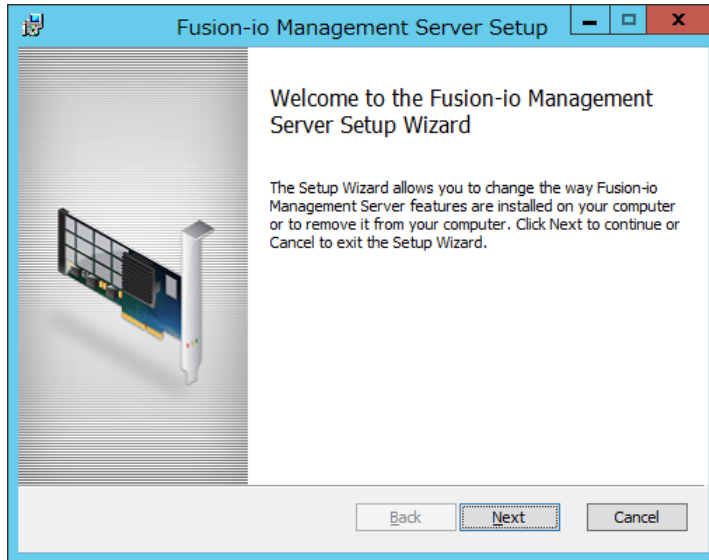 Fusion-io Management Server Setup
Welcome to the Fusion-io Management
Server Setup Wizard
The Setup Wizard allows you to change the way Fusion-io
Management Server features are installed on your computer
or to remove it from your computer. Click Next to continue or
Cancel to exit the Setup Wizard.
Back Next Cancel